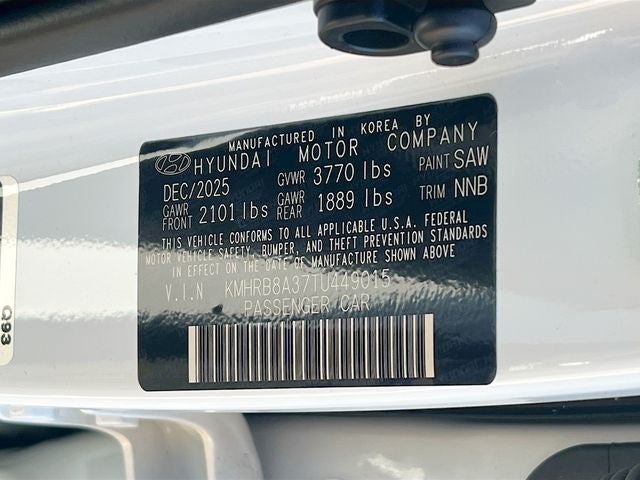 MANUFACTURED IN KOREA BY
HYUNDAI MOTOR COMPANY
DEC/2025 GVWR 3770 lbs PAINT SAW
GAWR FRONT 2101 lbs GAWR REAR 1889 lbs TRIM NNB
THIS VEHICLE CONFORMS TO ALL APPLICABLE U.S.A. FEDERAL
MOTOR VEHICLE SAFETY, BUMPER, AND THEFT PREVENTION STANDARDS
IN EFFECT ON THE DATE OF MANUFACTURE SHOWN ABOVE
V.I.N KMHRB8A37TU449015
PASSENGER CAR
Q93